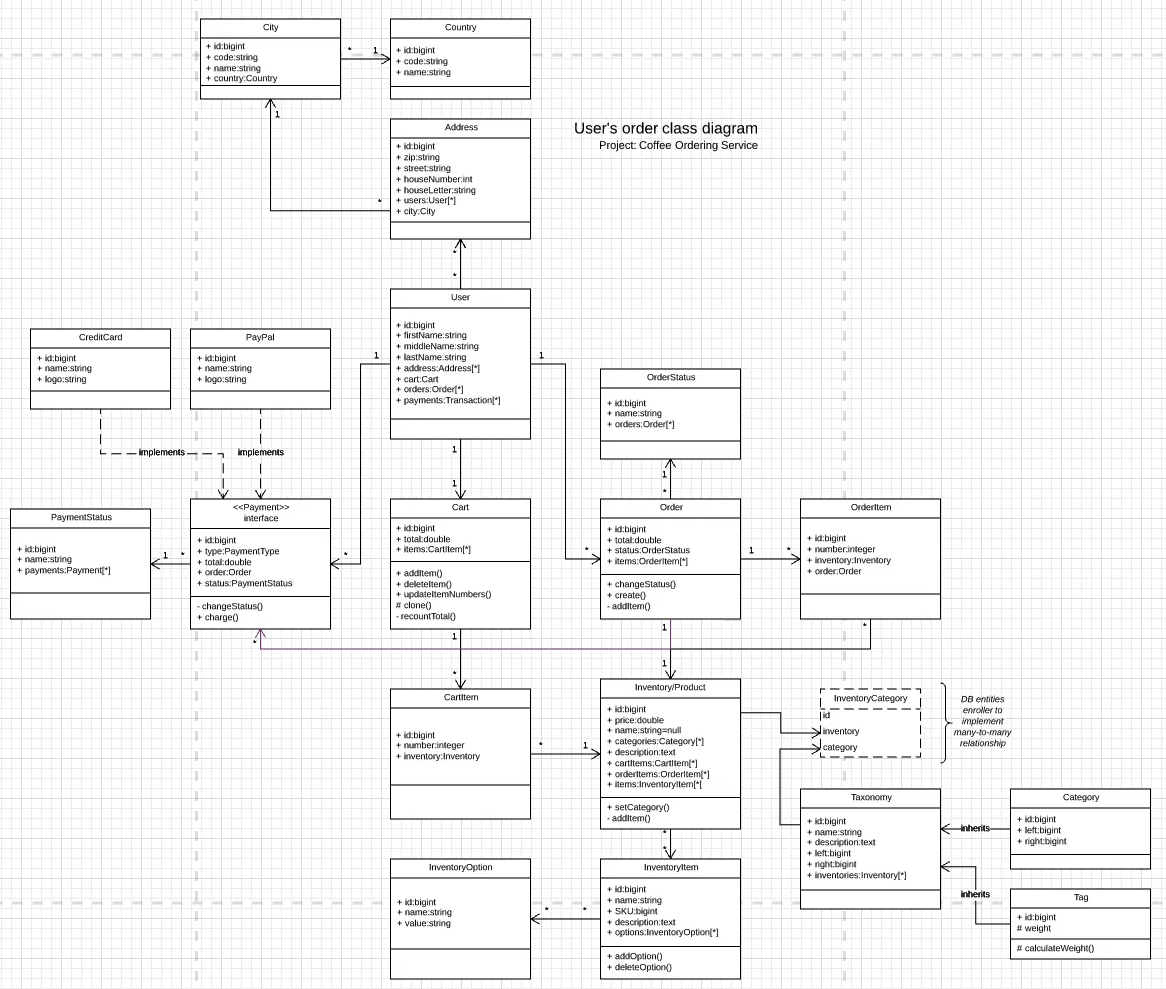 City
+ id:bigint
+ code:string
+ name:string
+ country:Country
* 1
Country
+ id:bigint
+ code:string
+ name:string
1
User's order class diagram
Project: Coffee Ordering Service
Address
+ id:bigint
+ zip:string
+ street:string
+ houseNumber:int
+ houseLetter:string
+ users:User[*]
+ city:City
*
*
*
User
+ id:bigint
+ firstName:string
+ middleName:string
+ lastName:string
+ address:Address[*]
+ cart:Cart
+ orders:Order[*]
+ payments:Transaction[*]
1
1
CreditCard
+ id:bigint
+ name:string
+ logo:string
PayPal
+ id:bigint
+ name:string
+ logo:string
implements
implements
OrderStatus
+ id:bigint
+ name:string
+ orders:Order[*]
1
*
1
1
PaymentStatus
+ id:bigint
+ name:string
+ payments:Payment[*]
1 *
<<Payment>>
interface
+ id:bigint
+ type:PaymentType
+ total:double
+ order:Order
+ status:PaymentStatus
- changeStatus()
+ charge()
*
*
Cart
+ id:bigint
+ total:double
+ items:CartItem[*]
+ addItem()
+ deleteItem()
+ updateItemNumbers()
# clone()
- recountTotal()
1
*
*
Order
+ id:bigint
+ total:double
+ status:OrderStatus
+ items:OrderItem[*]
+ changeStatus()
+ create()
- addItem()
1 *
1
1
OrderItem
+ id:bigint
+ number:integer
+ inventory:Inventory
+ order:Order
*
CartItem
+ id:bigint
+ number:integer
+ inventory:Inventory
* 1
Inventory/Product
+ id:bigint
+ price:double
+ name:string=null
+ categories:Category[*]
+ description:text
+ cartItems:CartItem[*]
+ orderItems:OrderItem[*]
+ items:InventoryItem[*[
+ setCategory()
- addItem()
*
*
InventoryCategory
id
inventory
category
DB entities
enroller to
implement
many-to-many
relationship
Taxonomy
+ id:bigint
+ name:string
+ description:text
+ left:bigint
+ right:bigint
+ inventories:Inventory[*]
inherits
inherits
Category
+ id:bigint
+ left:bigint
+ right:bigint
Tag
+ id:bigint
# weight
# calculateWeight()
InventoryOption
+ id:bigint
+ name:string
+ value:string
* *
InventoryItem
+ id:bigint
+ name:string
+ SKU:bigint
+ description:text
+ options:InventoryOption[*]
+ addOption()
+ deleteOption()